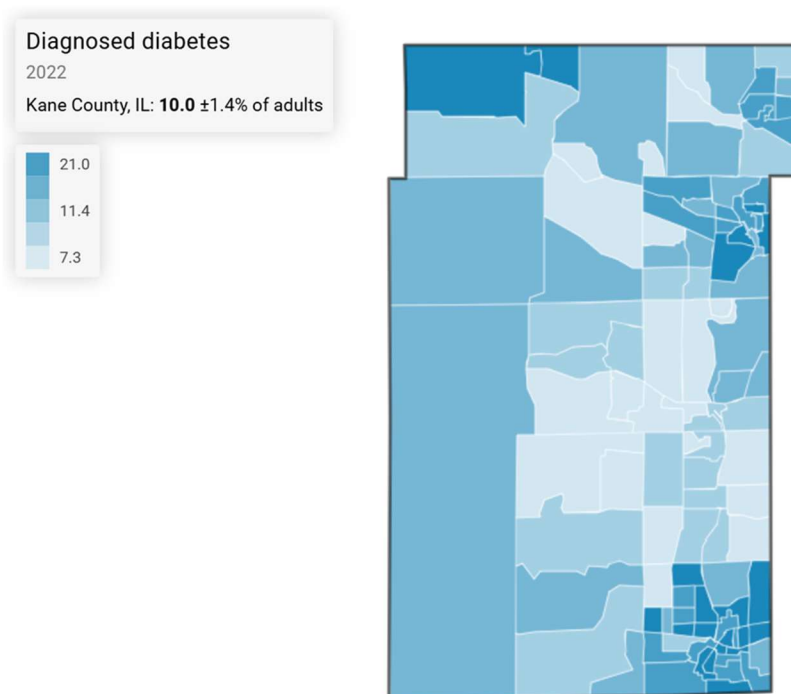 Diagnosed diabetes
2022
Kane County, IL: 10.0 ±1.4% of adults
21.0
11.4
7.3